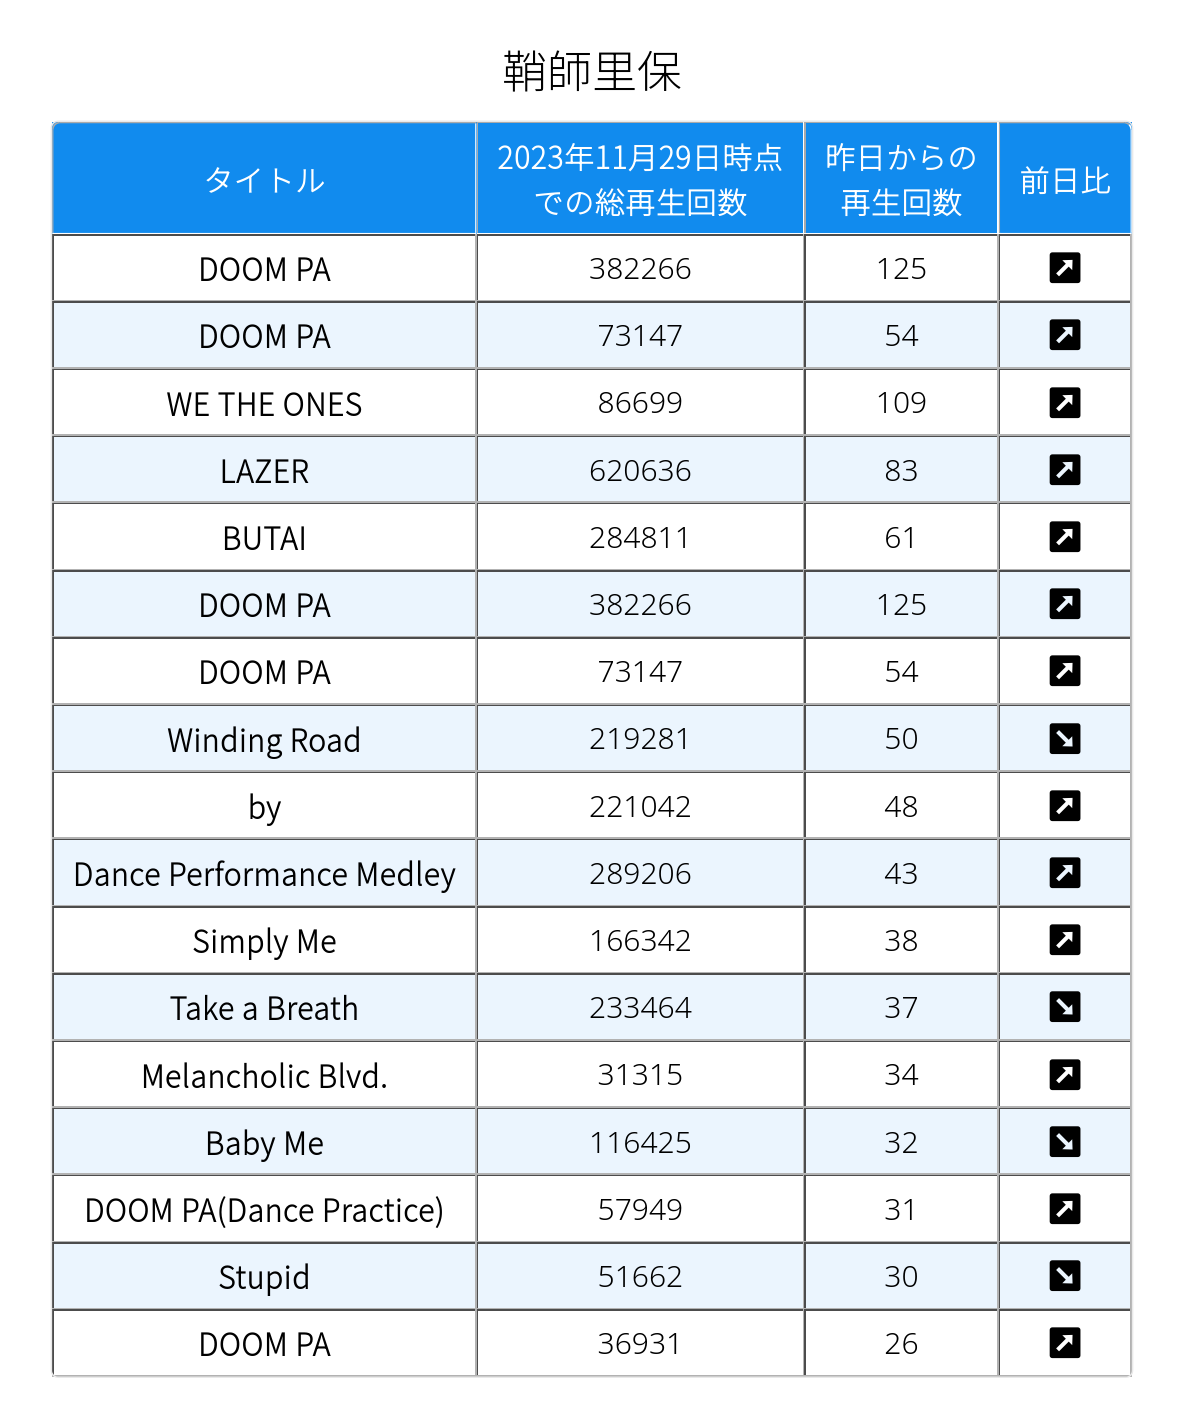 鞘師里保
タイトル 2023年11月29日時点での総再生回数 昨日からの再生回数 前日比
DOOM PA 382266 125 ↗
DOOM PA 73147 54 ↗
WE THE ONES 86699 109 ↗
LAZER 620636 83 ↗
BUTAI 284811 61 ↗
DOOM PA 382266 125 ↗
DOOM PA 73147 54 ↗
Winding Road 219281 50 ↘
by 221042 48 ↗
Dance Performance Medley 289206 43 ↗
Simply Me 166342 38 ↗
Take a Breath 233464 37 ↘
Melancholic Blvd. 31315 34 ↗
Baby Me 116425 32 ↘
DOOM PA(Dance Practice) 57949 31 ↗
Stupid 51662 30 ↘
DOOM PA 36931 26 ↗